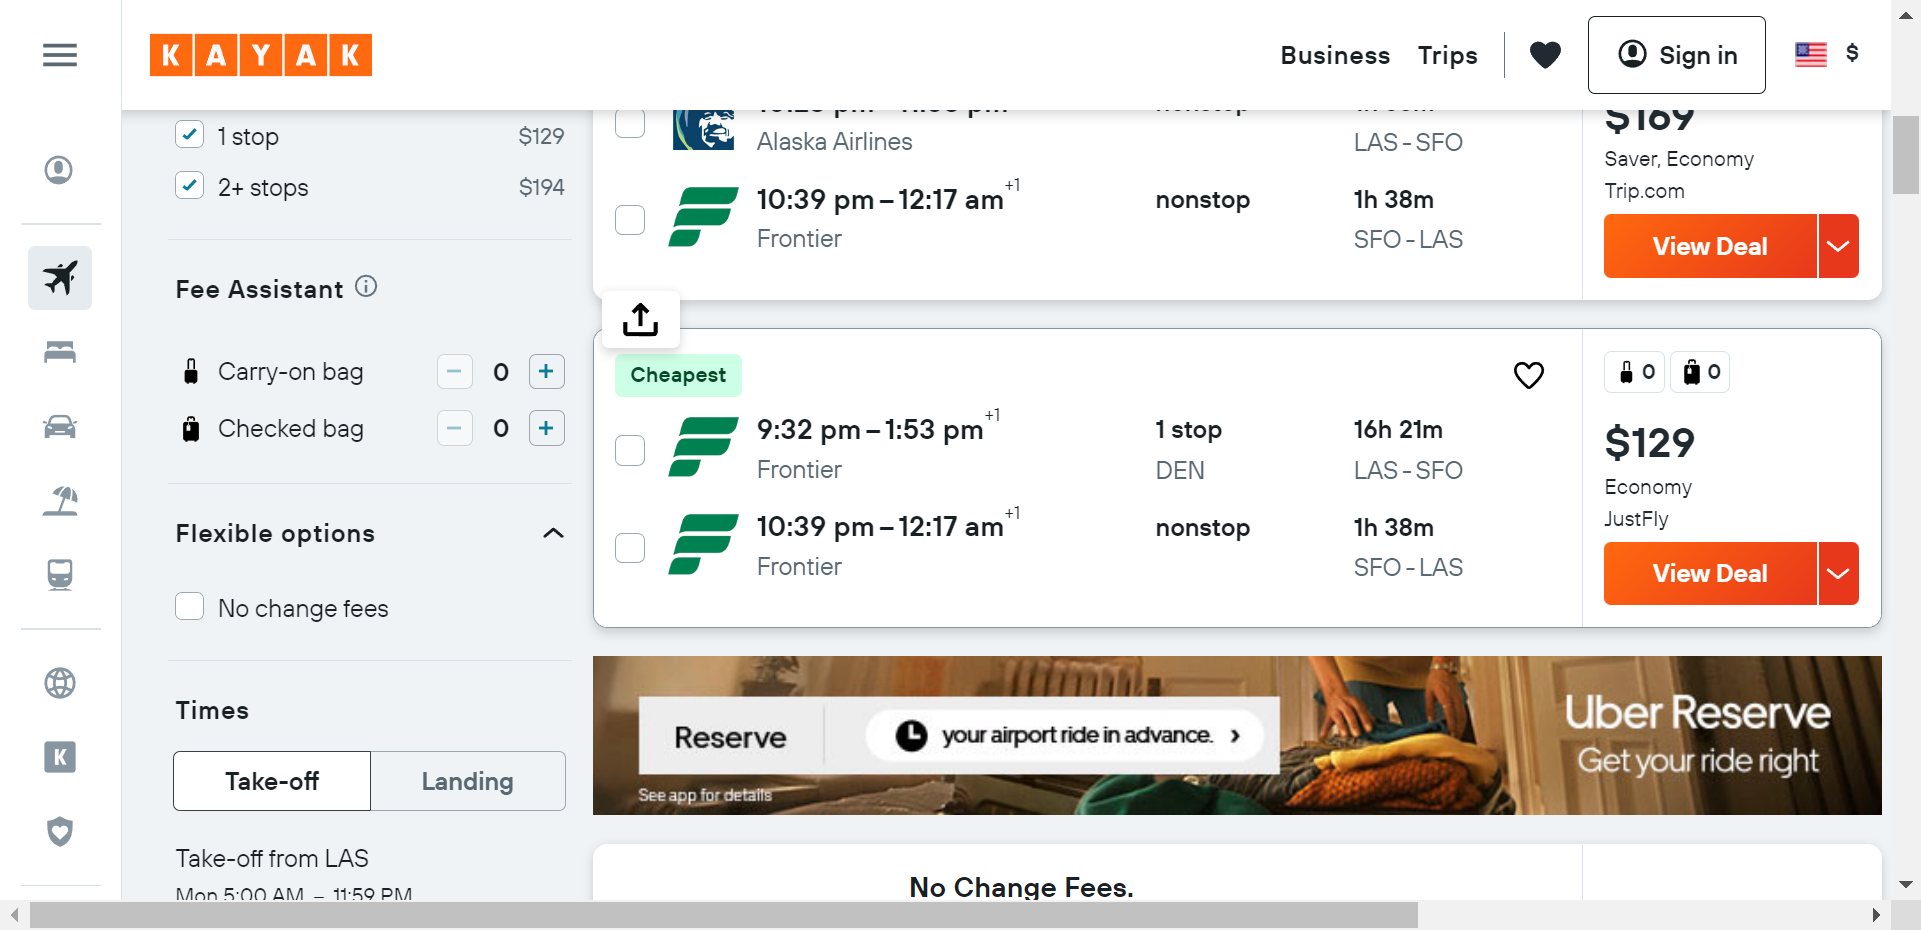 KAYAK
Business
Trips
Sign in
$
1 stop
$129
2+ stops
$194
Fee Assistant
Carry-on bag
0
Checked bag
0
Flexible options
No change fees
Times
Take-off
Landing
Take-off from LAS
Mon 5:00 AM – 11:59 PM
nonstop
Alaska Airlines
LAS - SFO
10:39 pm – 12:17 am +1
nonstop
1h 38m
Frontier
SFO - LAS
$169
Saver, Economy
Trip.com
View Deal
Cheapest
9:32 pm – 1:53 pm +1
1 stop
16h 21m
Frontier
DEN
LAS - SFO
10:39 pm – 12:17 am +1
nonstop
1h 38m
Frontier
SFO - LAS
0
0
$129
Economy
JustFly
View Deal
Reserve
your airport ride in advance.
See app for details
Uber Reserve
Get your ride right
No Change Fees.
K